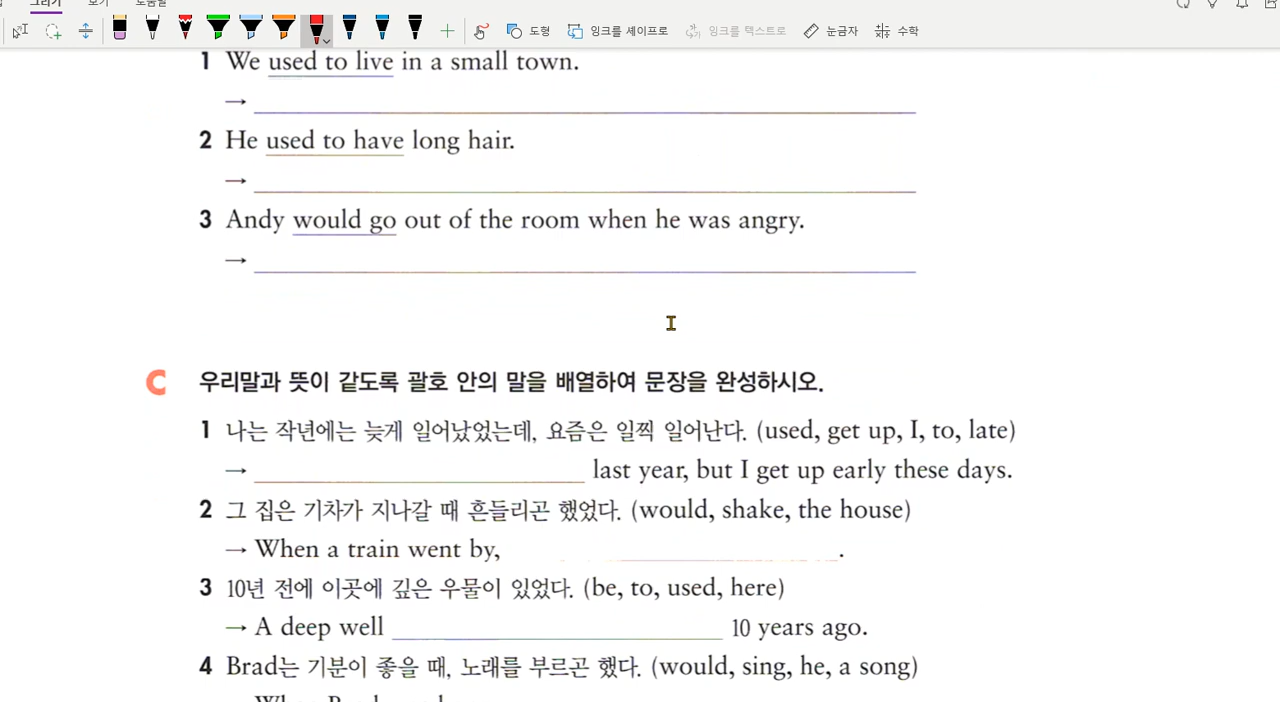 그리기 보기 도움말
도형 잉크를 셰이프로 잉크를 텍스트로 눈금자 수학
1 We used to live in a small town.
→
2 He used to have long hair.
→
3 Andy would go out of the room when he was angry.
→
C 우리말과 뜻이 같도록 괄호 안의 말을 배열하여 문장을 완성하시오.
1 나는 작년에는 늦게 일어났었는데, 요즘은 일찍 일어난다. (used, get up, I, to, late)
→ last year, but I get up early these days.
2 그 집은 기차가 지나갈 때 흔들리곤 했었다. (would, shake, the house)
→ When a train went by, .
3 10년 전에 이곳에 깊은 우물이 있었다. (be, to, used, here)
→ A deep well 10 years ago.
4 Brad는 기분이 좋을 때, 노래를 부르곤 했다. (would, sing, he, a song)